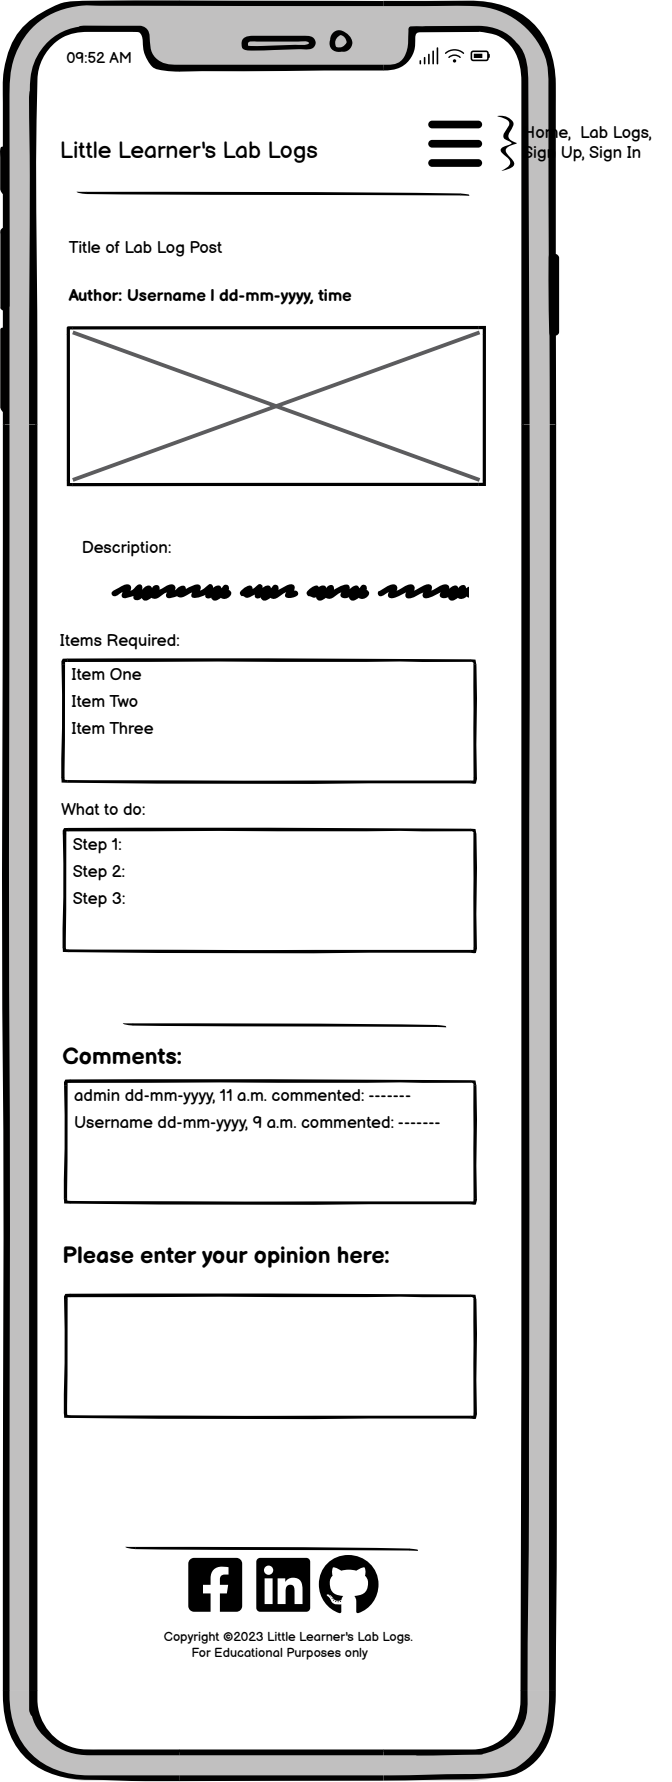 09:52 AM
Home, Lab Logs,
Sign Up, Sign In
Little Learner's Lab Logs
Title of Lab Log Post
Author: Username | dd-mm-yyyy, time
Description:
Items Required:
Item One
Item Two
Item Three
What to do:
Step 1:
Step 2:
Step 3:
Comments:
admin dd-mm-yyyy, 11 a.m. commented: -------
Username dd-mm-yyyy, 9 a.m. commented: -------
Please enter your opinion here:
Copyright ©2023 Little Learner's Lab Logs.
For Educational Purposes only